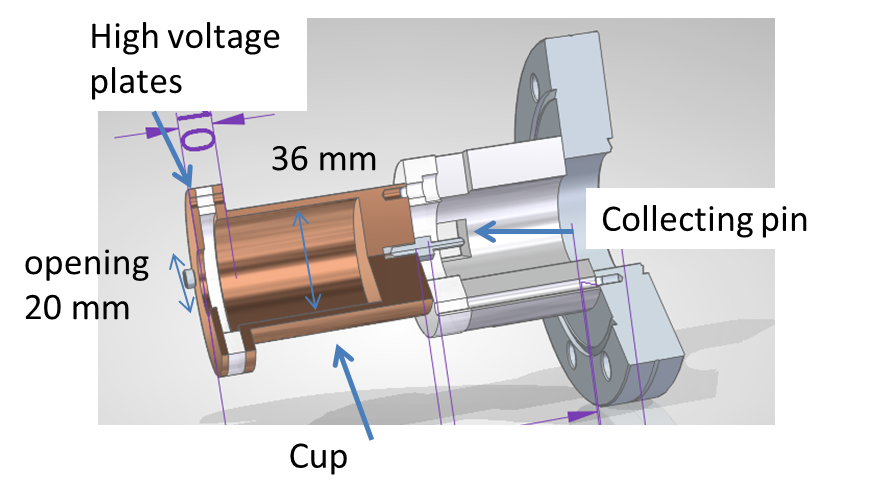 High voltage
plates
10
36 mm
Collecting pin
opening
20 mm
Cup